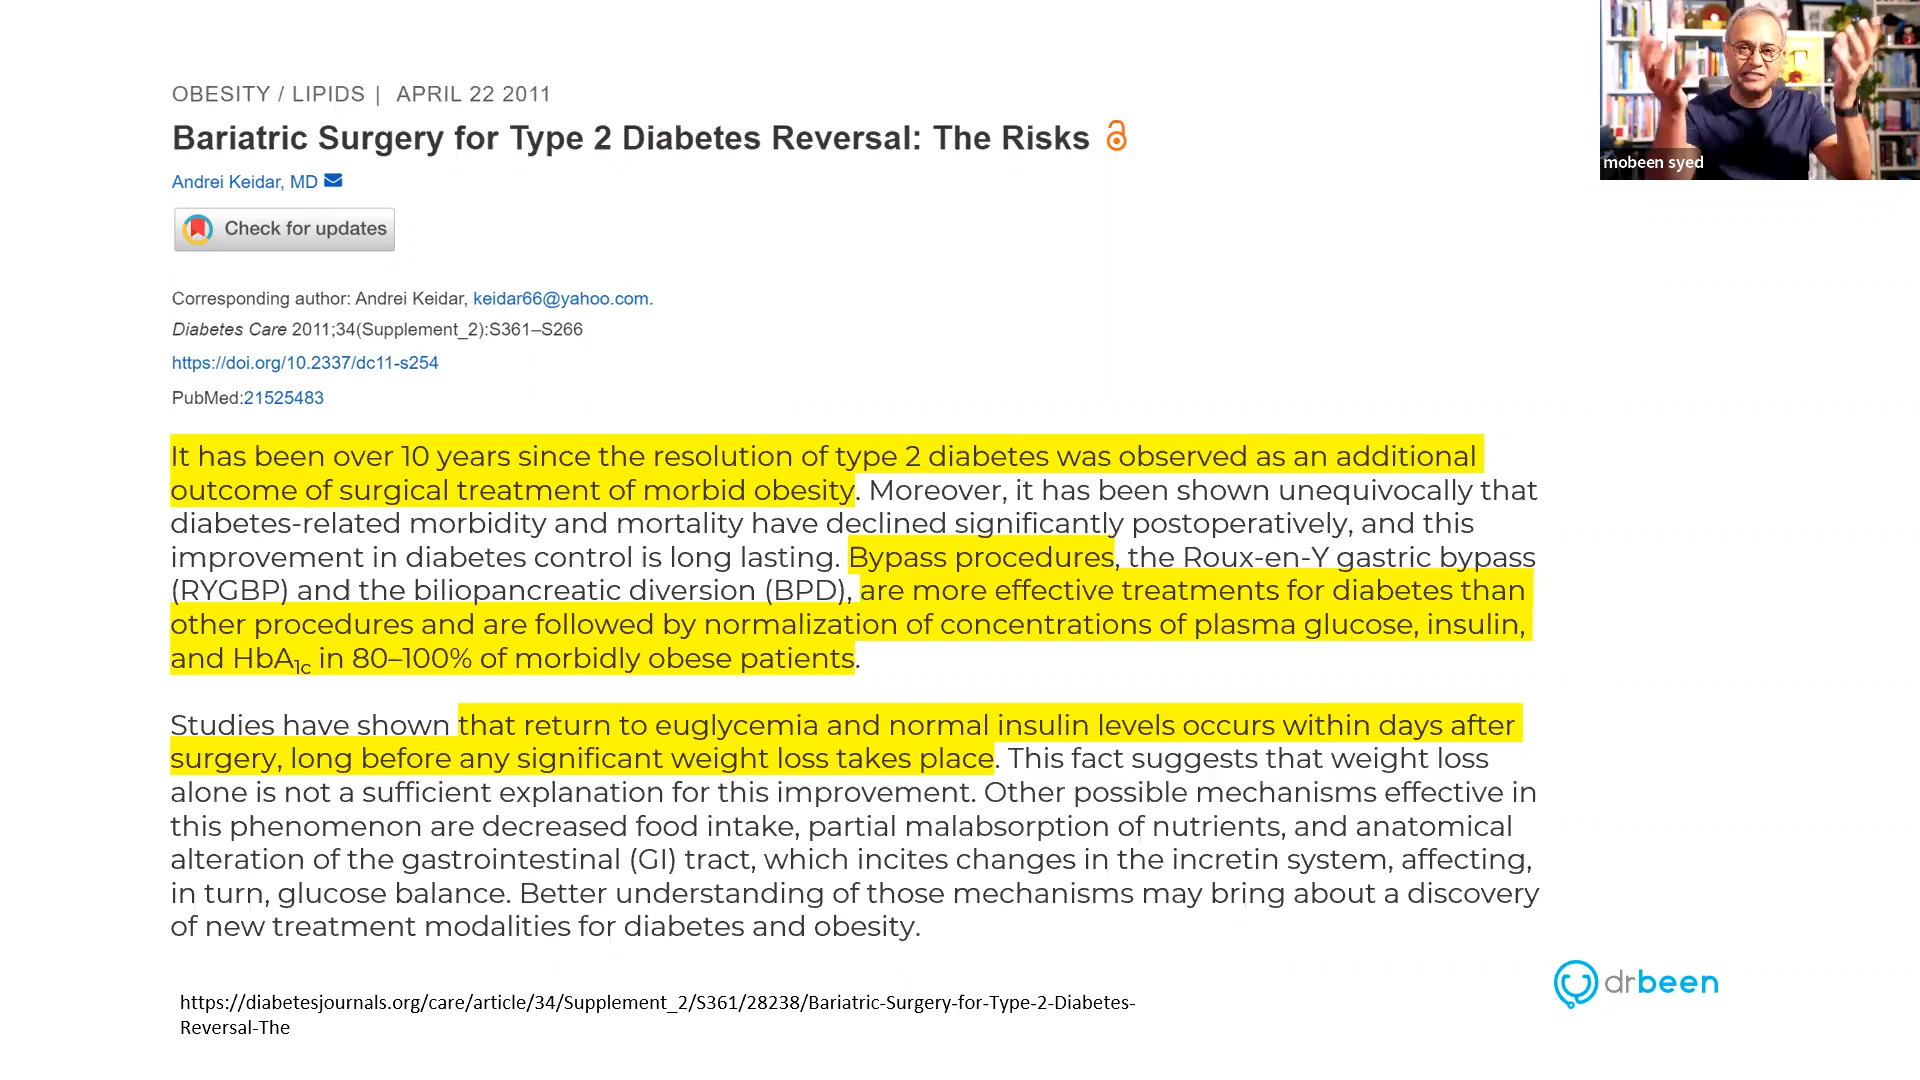 OBESITY / LIPIDS | APRIL 22 2011
Bariatric Surgery for Type 2 Diabetes Reversal: The Risks
Andrei Keidar, MD
Check for updates
Corresponding author: Andrei Keidar, keidar66@yahoo.com.
Diabetes Care 2011;34(Supplement_2):S361–S266
https://doi.org/10.2337/dc11-s254
PubMed:21525483
It has been over 10 years since the resolution of type 2 diabetes was observed as an additional
outcome of surgical treatment of morbid obesity. Moreover, it has been shown unequivocally that
diabetes-related morbidity and mortality have declined significantly postoperatively, and this
improvement in diabetes control is long lasting. Bypass procedures, the Roux-en-Y gastric bypass
(RYGBP) and the biliopancreatic diversion (BPD), are more effective treatments for diabetes than
other procedures and are followed by normalization of concentrations of plasma glucose, insulin,
and HbA1c in 80–100% of morbidly obese patients.
Studies have shown that return to euglycemia and normal insulin levels occurs within days after
surgery, long before any significant weight loss takes place. This fact suggests that weight loss
alone is not a sufficient explanation for this improvement. Other possible mechanisms effective in
this phenomenon are decreased food intake, partial malabsorption of nutrients, and anatomical
alteration of the gastrointestinal (GI) tract, which incites changes in the incretin system, affecting,
in turn, glucose balance. Better understanding of those mechanisms may bring about a discovery
of new treatment modalities for diabetes and obesity.
https://diabetesjournals.org/care/article/34/Supplement_2/S361/28238/Bariatric-Surgery-for-Type-2-Diabetes-
Reversal-The
drbeen
mobeen syed